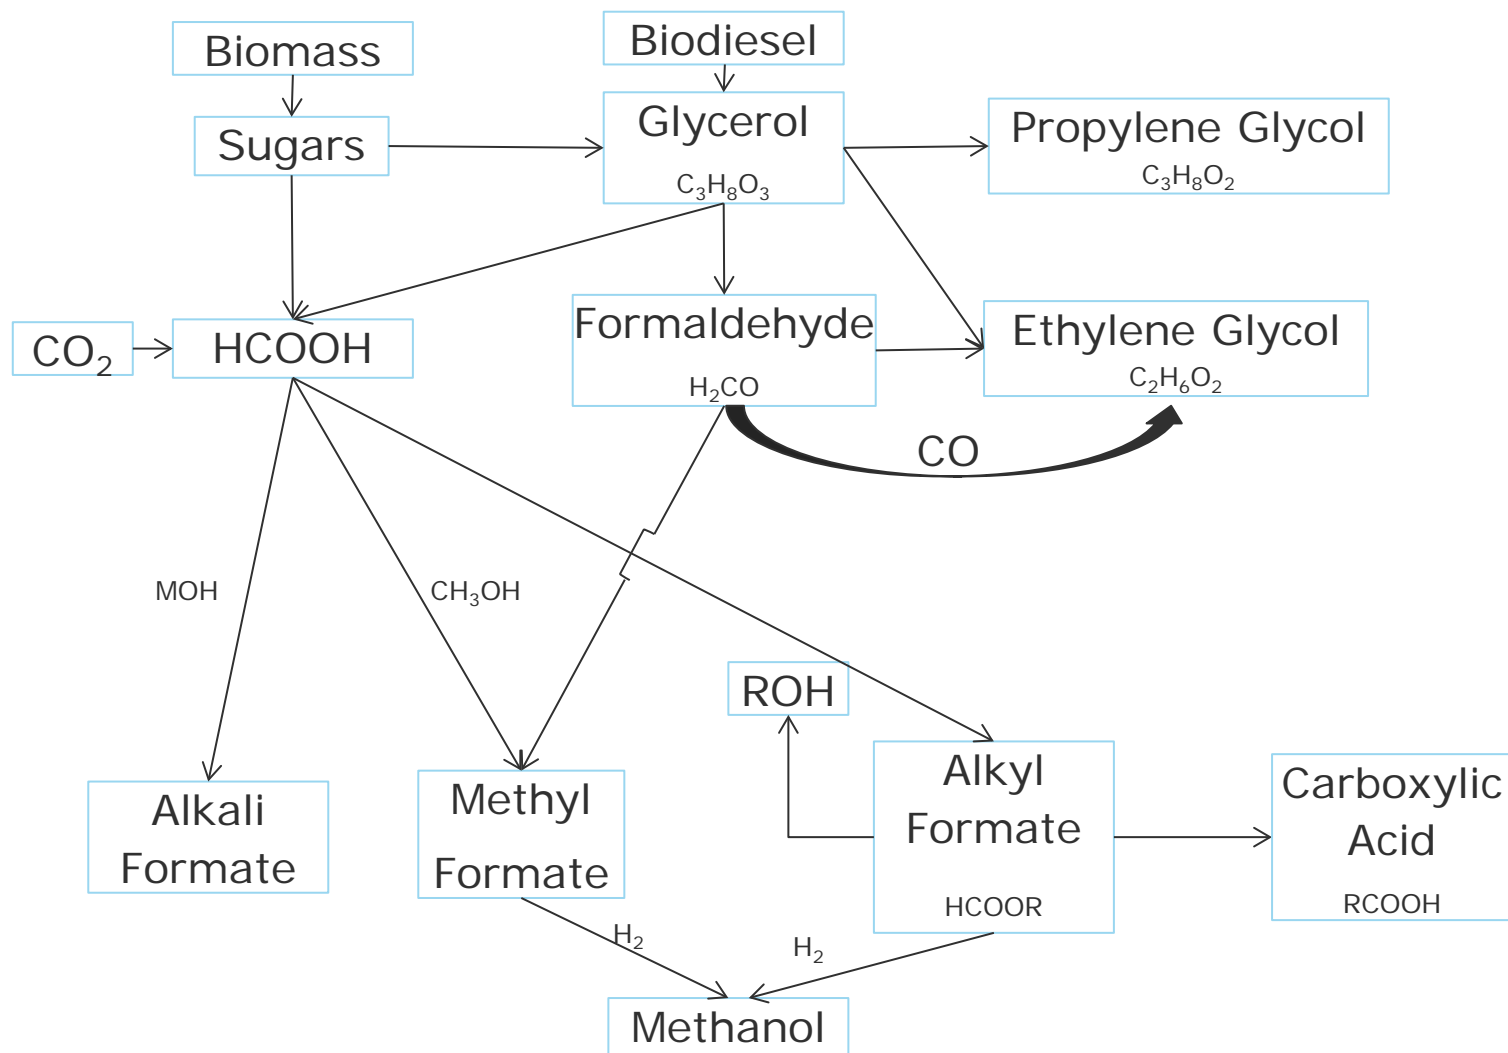 Biomass
Biodiesel
Sugars
Glycerol
C₃H₈O₃
Propylene Glycol
C₃H₈O₂
CO₂
HCOOH
Formaldehyde
H₂CO
Ethylene Glycol
C₂H₆O₂
CO
MOH
CH₃OH
ROH
Alkali
Formate
Methyl
Formate
Alkyl
Formate
HCOOR
Carboxylic
Acid
RCOOH
H₂
H₂
Methanol